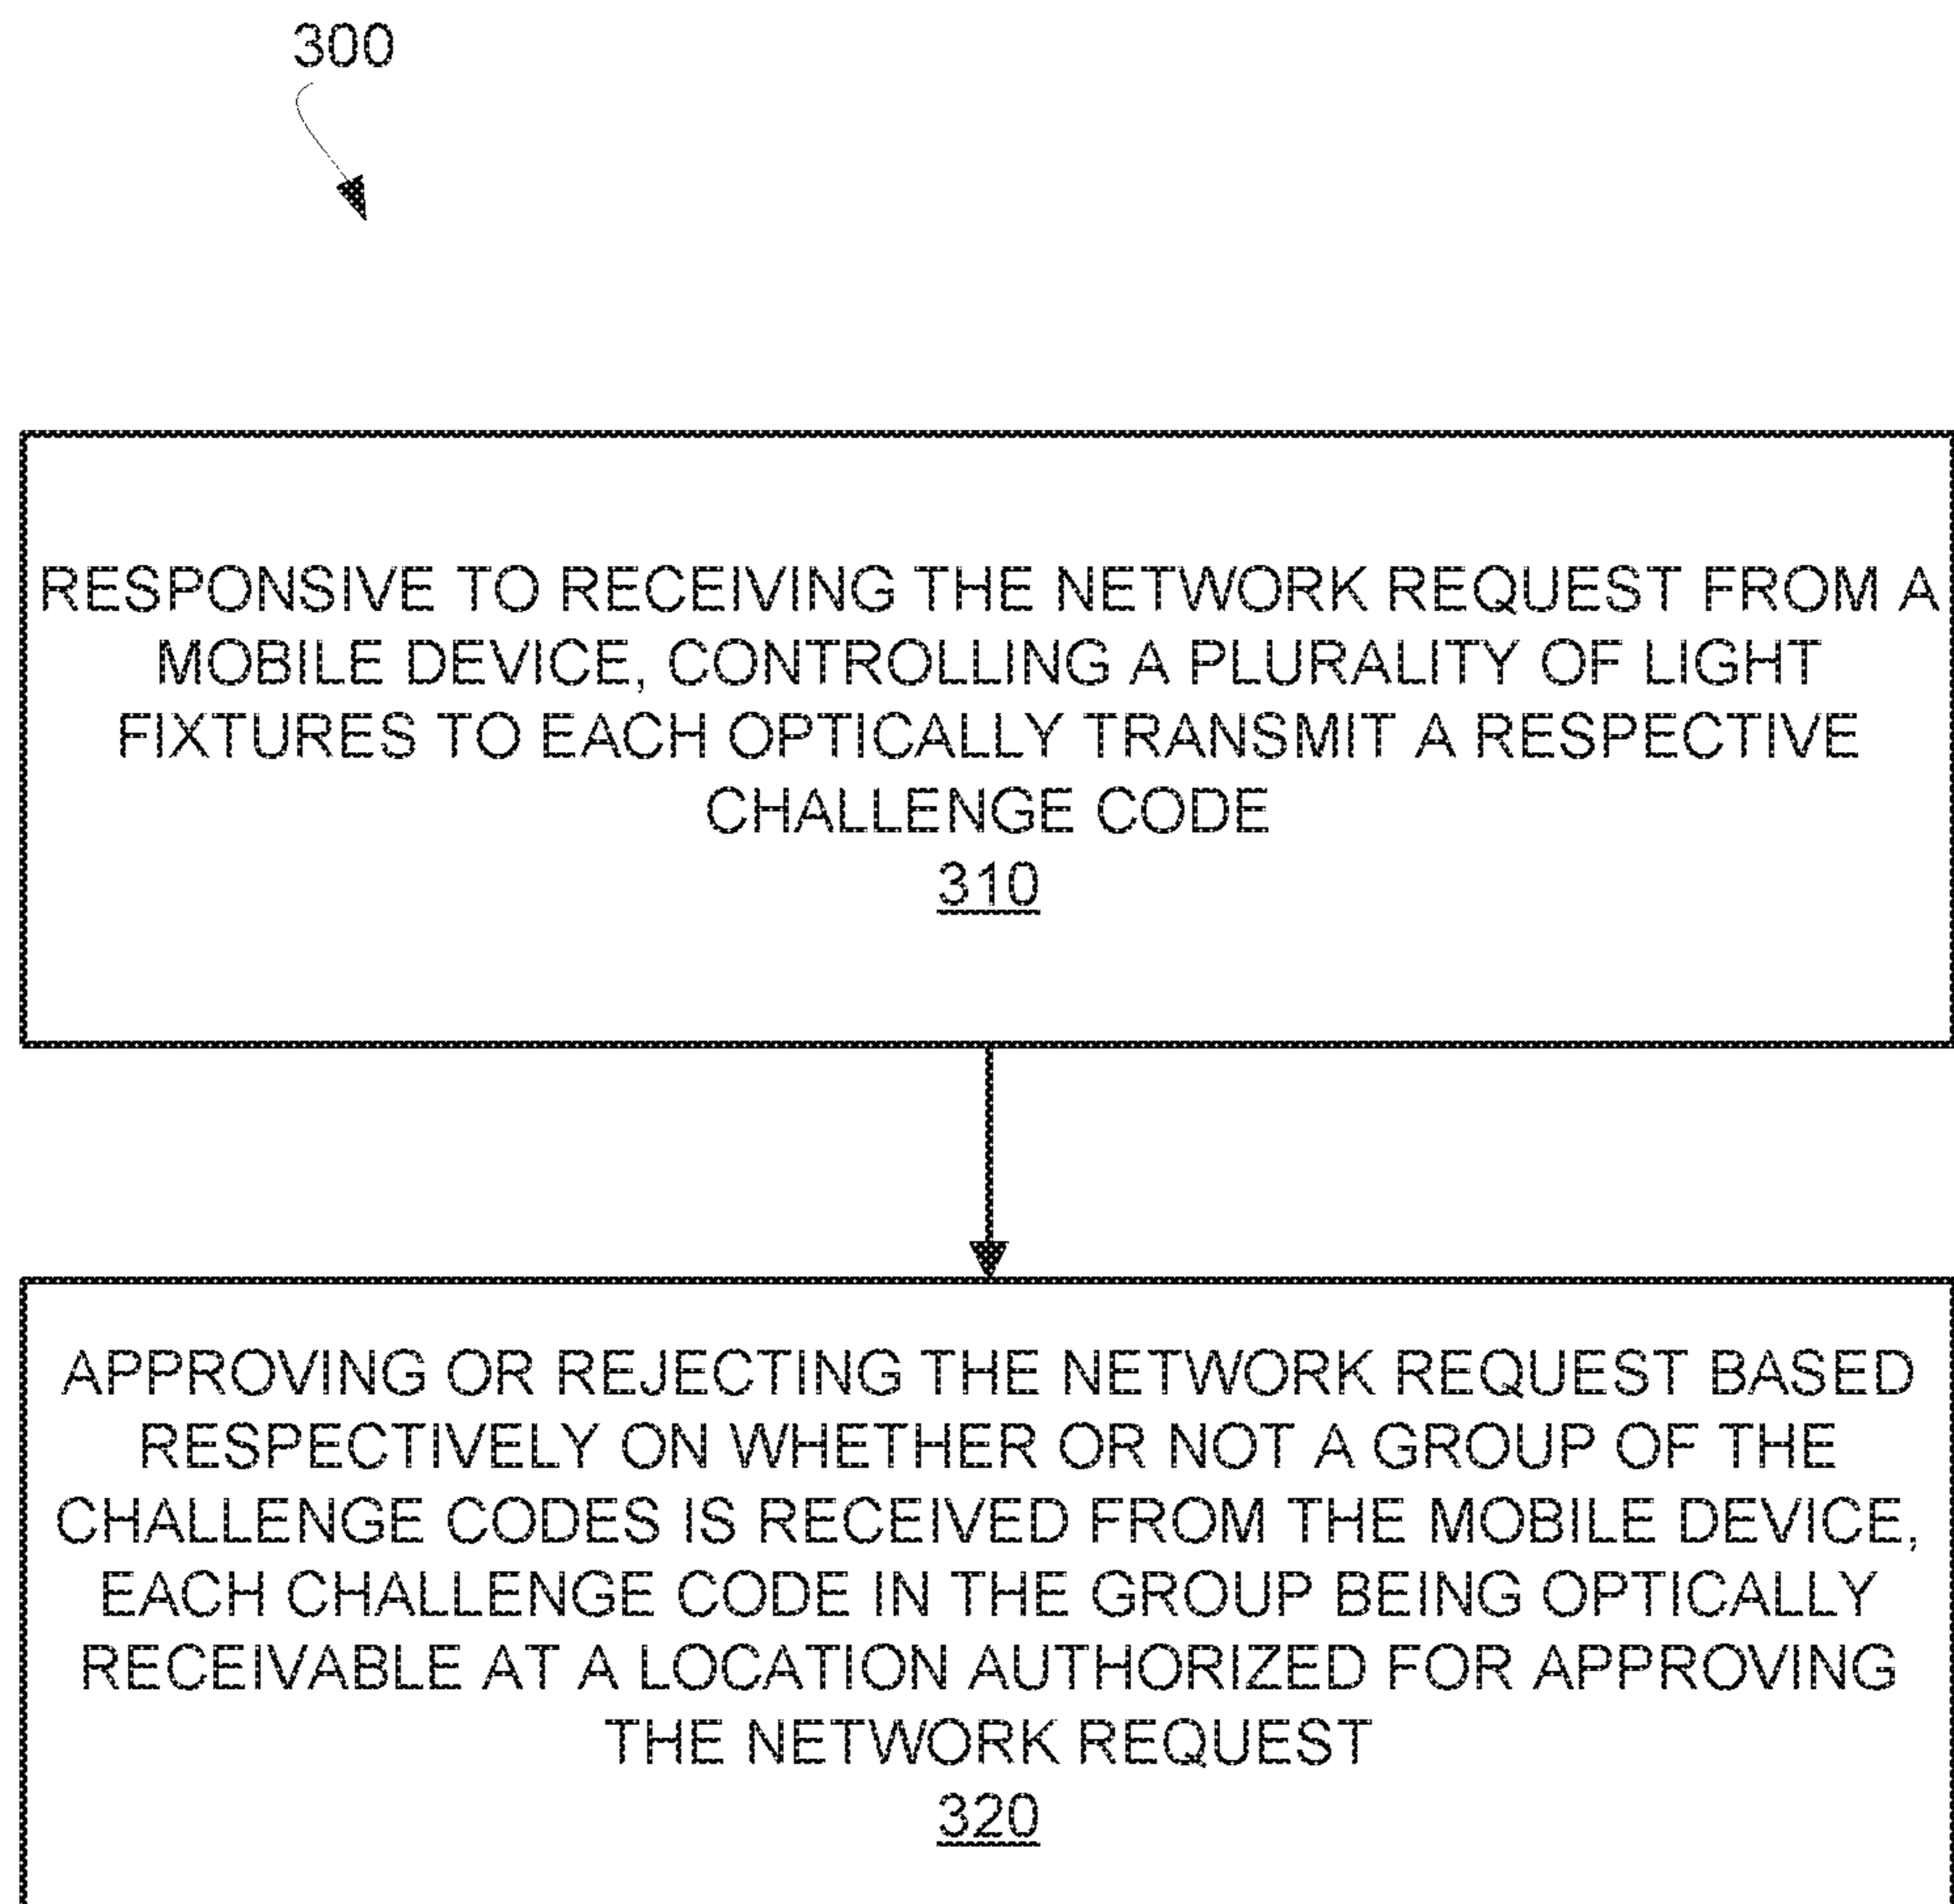 300
RESPONSIVE TO RECEIVING THE NETWORK REQUEST FROM A
MOBILE DEVICE, CONTROLLING A PLURALITY OF LIGHT
FIXTURES TO EACH OPTICALLY TRANSMIT A RESPECTIVE
CHALLENGE CODE
310
APPROVING OR REJECTING THE NETWORK REQUEST BASED
RESPECTIVELY ON WHETHER OR NOT A GROUP OF THE
CHALLENGE CODES IS RECEIVED FROM THE MOBILE DEVICE,
EACH CHALLENGE CODE IN THE GROUP BEING OPTICALLY
RECEIVABLE AT A LOCATION AUTHORIZED FOR APPROVING
THE NETWORK REQUEST
320